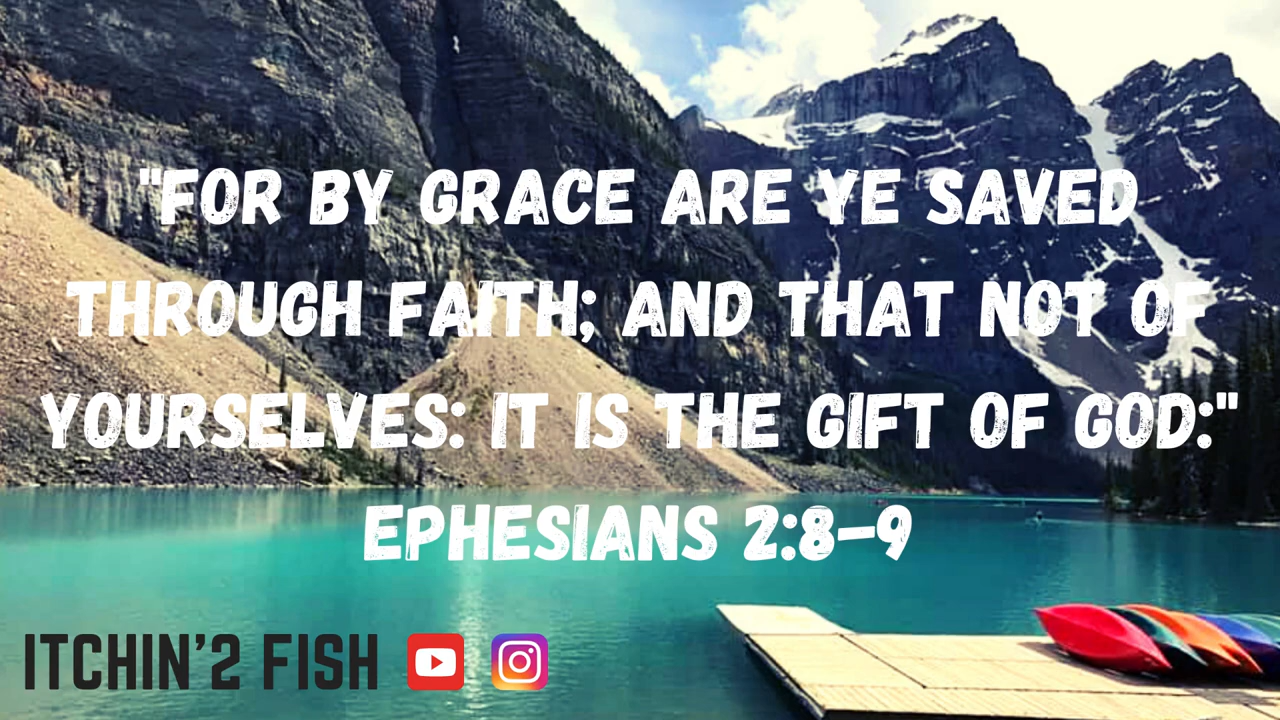 "FOR BY GRACE ARE YE SAVED
THROUGH FAITH; AND THAT NOT OF
YOURSELVES: IT IS THE GIFT OF GOD:"
EPHESIANS 2:8-9
ITCHIN'2 FISH